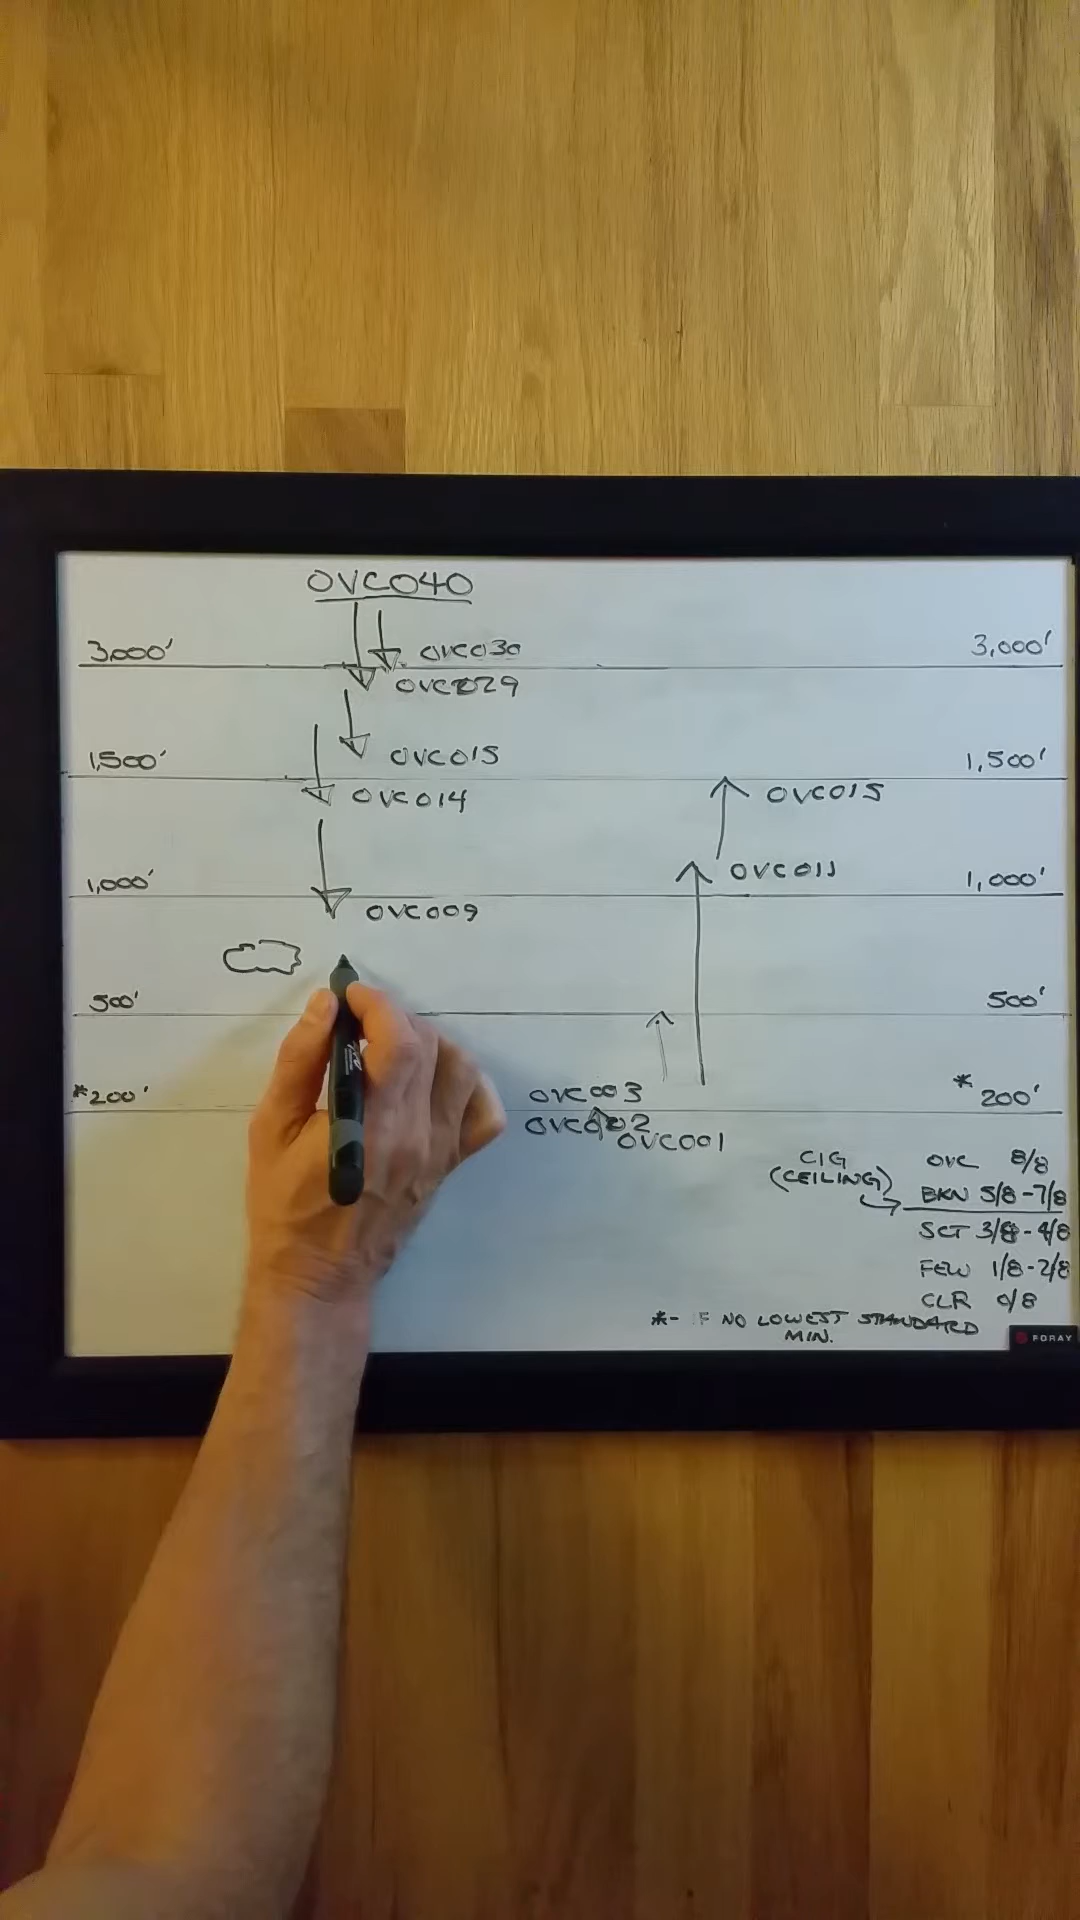 OVC040
3,000' OVC030 3,000'
OVC029
1,500' OVC015 1,500'
OVC014 OVC015
1,000' OVC011 1,000'
OVC009
500' 500'
*200' OVC003 * 200'
OVC002
OVC001
CIG
(CEILING)
OVC 8/8
BKN 5/8-7/8
SCT 3/8-4/8
FEW 1/8-2/8
CLR 0/8
*- IF NO LOWEST STANDARD
MIN.
FORAY